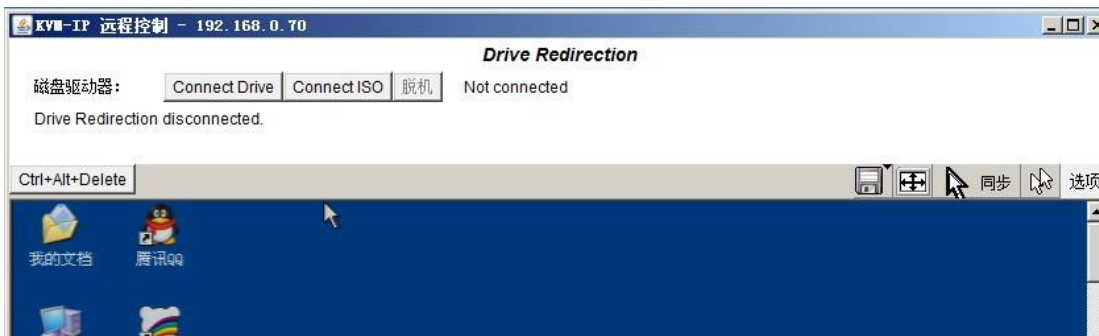 KVM-IP 远程控制 - 192.168.0.70
Drive Redirection
磁盘驱动器: Connect Drive Connect ISO 脱机 Not connected
Drive Redirection disconnected.
Ctrl+Alt+Delete 同步 选项
我的文档 腾讯QQ